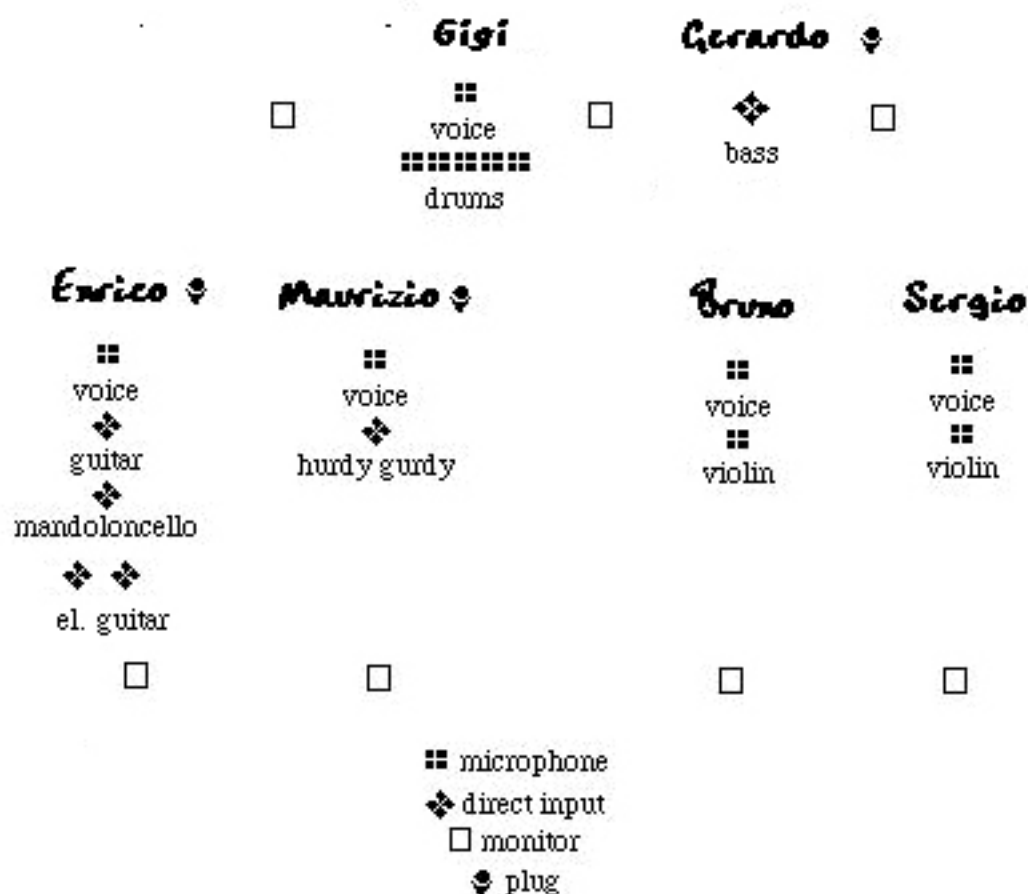 Gigi Gerardo
voice
bass
drums
Enrico Maurizio Bruno Sergio
voice voice voice voice
guitar hurdy gurdy violin violin
mandoloncello
el. guitar
microphone
direct input
monitor
plug